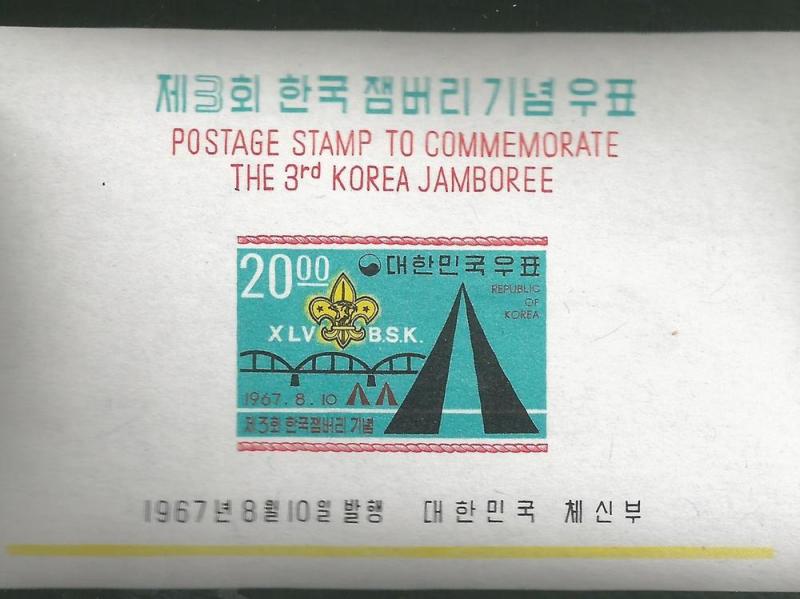 제3회 한국 잼버리 기념 우표
POSTAGE STAMP TO COMMEMORATE
THE 3rd KOREA JAMBOREE
20 00
대한민국우표
REPUBLIC
OF
KOREA
XLV B.S.K.
1967.8.10
제3회 한국잼버리 기념
1967년 8월 10일 발행 대한민국 체신부